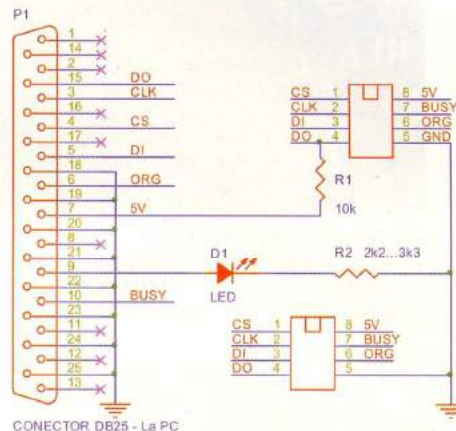 P1
1
14
2
15 DO
3 CLK
16
4 CS
17
5 DI
18
6 ORG
19
7 5V
20
8
21
9
22
10 BUSY
23
11
24
12
25
13
CONECTOR DB25 - La PC
CS 1 8 5V
CLK 2 7 BUSY
DI 3 6 ORG
DO 4 5 GND
R1
10k
D1
LED
R2 2k2...3k3
CS 1 8 5V
CLK 2 7 BUSY
DI 3 6 ORG
DO 4 5